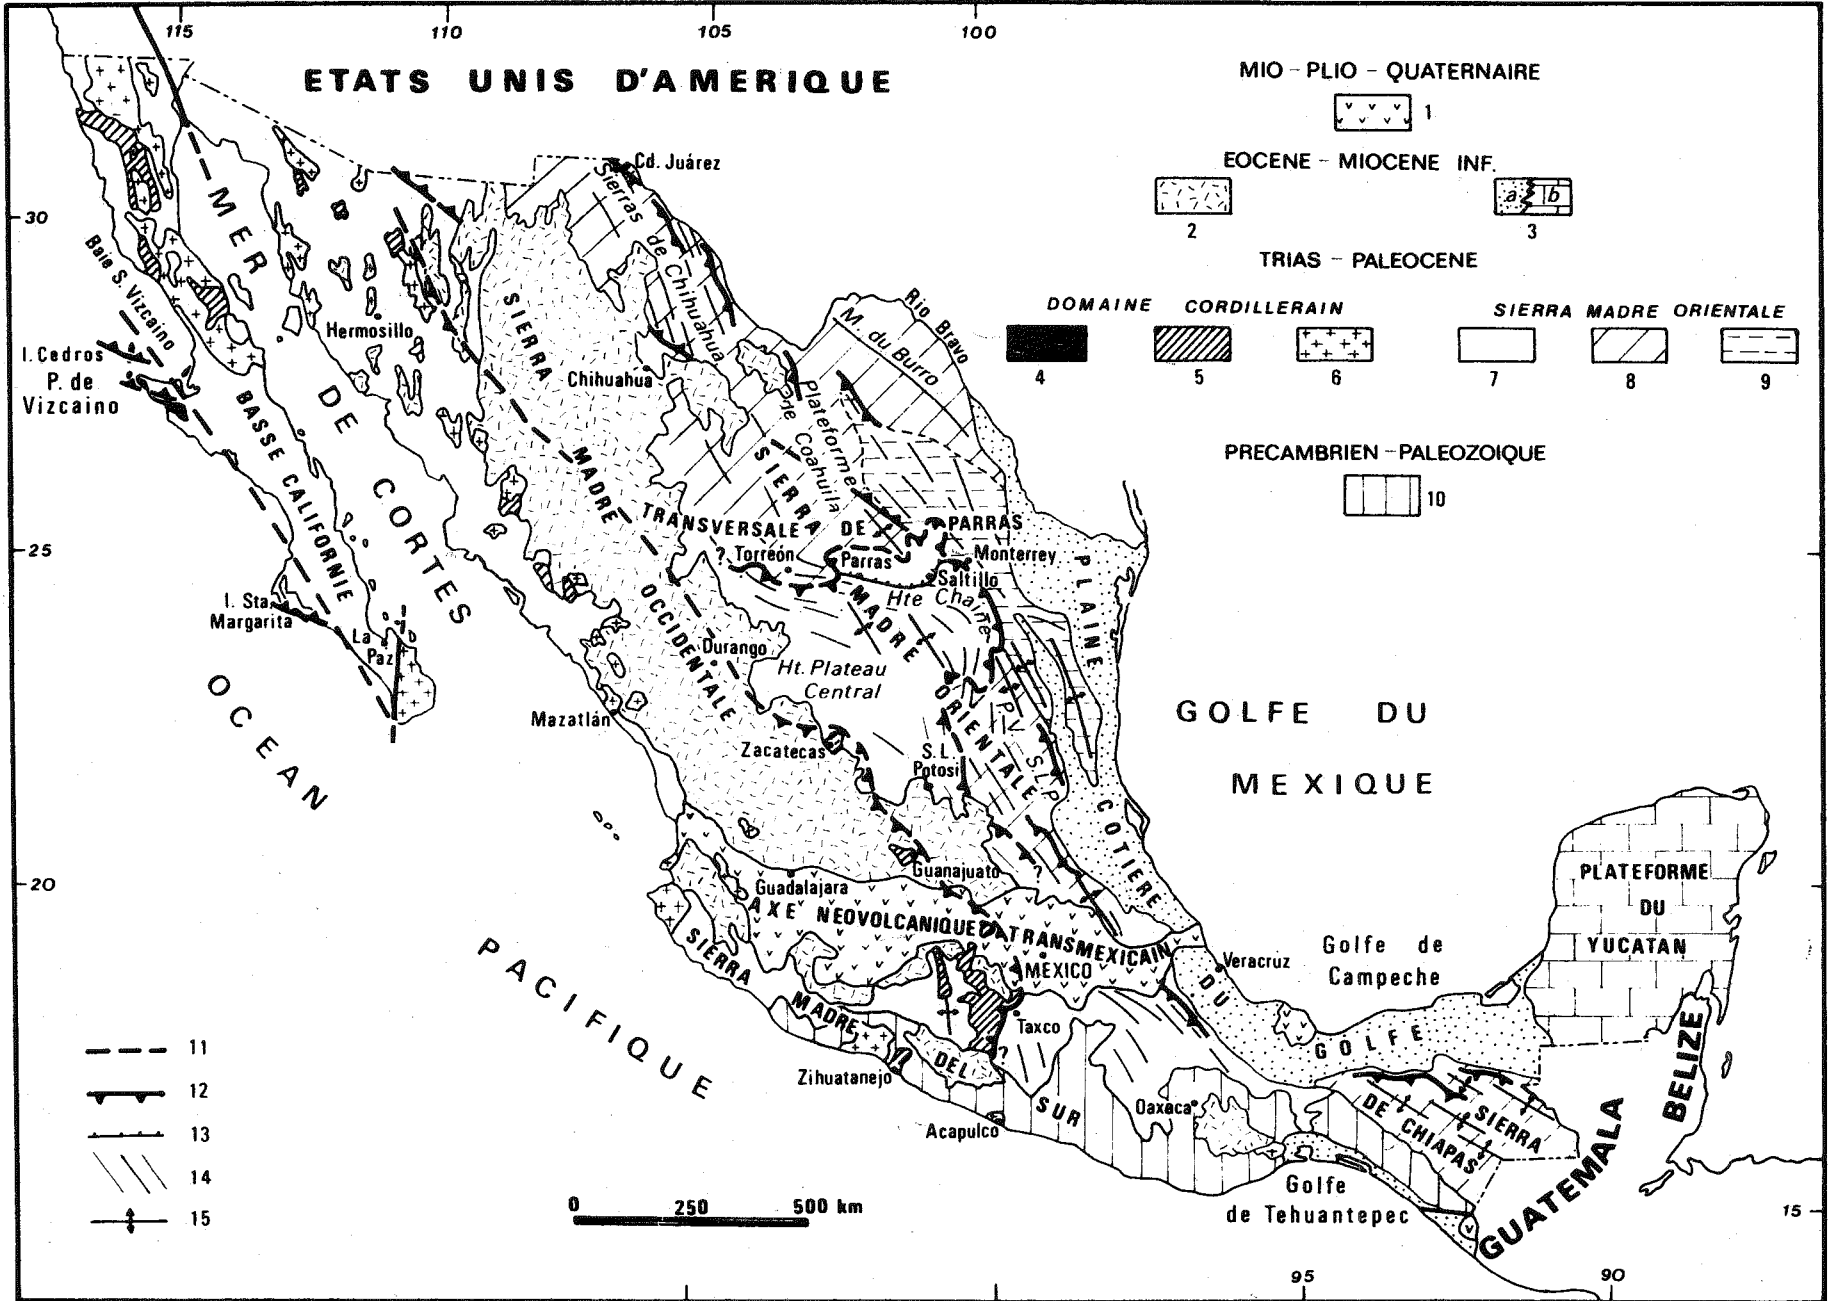 115
110
105
100
ETATS UNIS D'AMERIQUE
MIO - PLIO - QUATERNAIRE
1
EOCENE - MIOCENE INF.
a b
2
3
TRIAS - PALEOCENE
DOMAINE CORDILLERAIN
SIERRA MADRE ORIENTALE
4
5
6
7
8
9
PRECAMBRIEN - PALEOZOIQUE
10
30
25
20
15
Cd. Juárez
Sierras de Chihuahua
MER DE CORTES
Baie S. Vizcaino
I. Cedros
P. de
Vizcaino
Hermosillo
Chihuahua
SIERRA MADRE OCCIDENTALE
M. du Burro
Rio Bravo
Plateforme
de Coahuila
BASSE CALIFORNIE
SIERRA MADRE ORIENTALE
TRANSVERSALE DE PARRAS
?
Torreón
Parras
Monterrey
Saltillo
Hte Chaine
I. Sta.
Margarita
La
Paz
Durango
Ht. Plateau
Central
Mazatlán
Zacatecas
S.L.
Potosi
P V S L P
PLAINE COTIERE DU GOLFE
OCEAN PACIFIQUE
GOLFE DU
MEXIQUE
Guanajuato
?
Guadalajara
AXE NEOVOLCANIQUE TRANSMEXICAIN
MEXICO
Veracruz
Golfe de
Campeche
PLATEFORME
DU
YUCATAN
SIERRA MADRE DEL SUR
Taxco
?
Zihuatanejo
Acapulco
Oaxaca
SIERRA
DE CHIAPAS
BELIZE
GUATEMALA
Golfe
de Tehuantepec
11
12
13
14
15
0 250 500 km
95
90